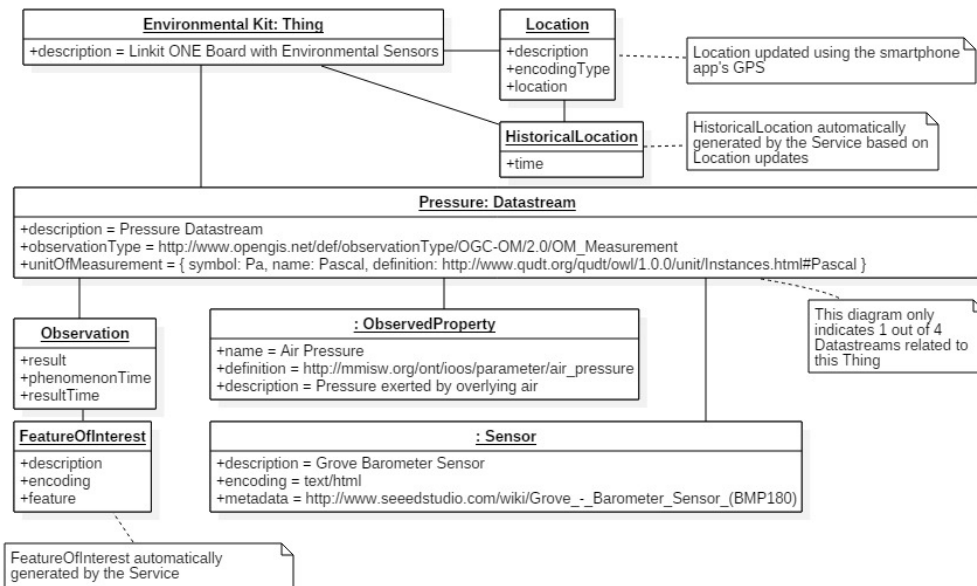 Environmental Kit: Thing
+description = Linkit ONE Board with Environmental Sensors
Location
+description
+encodingType
+location
Location updated using the smartphone
app's GPS
HistoricalLocation
+time
HistoricalLocation automatically
generated by the Service based on
Location updates
Pressure: Datastream
+description = Pressure Datastream
+observationType = http://www.opengis.net/def/observationType/OGC-OM/2.0/OM_Measurement
+unitOfMeasurement = { symbol: Pa, name: Pascal, definition: http://www.qudt.org/qudt/owl/1.0.0/unit/Instances.html#Pascal }
This diagram only
indicates 1 out of 4
Datastreams related to
this Thing
Observation
+result
+phenomenonTime
+resultTime
: ObservedProperty
+name = Air Pressure
+definition = http://mmisw.org/ont/ioos/parameter/air_pressure
+description = Pressure exerted by overlying air
FeatureOfInterest
+description
+encoding
+feature
: Sensor
+description = Grove Barometer Sensor
+encoding = text/html
+metadata = http://www.seeedstudio.com/wiki/Grove_-_Barometer_Sensor_(BMP180)
FeatureOfInterest automatically
generated by the Service